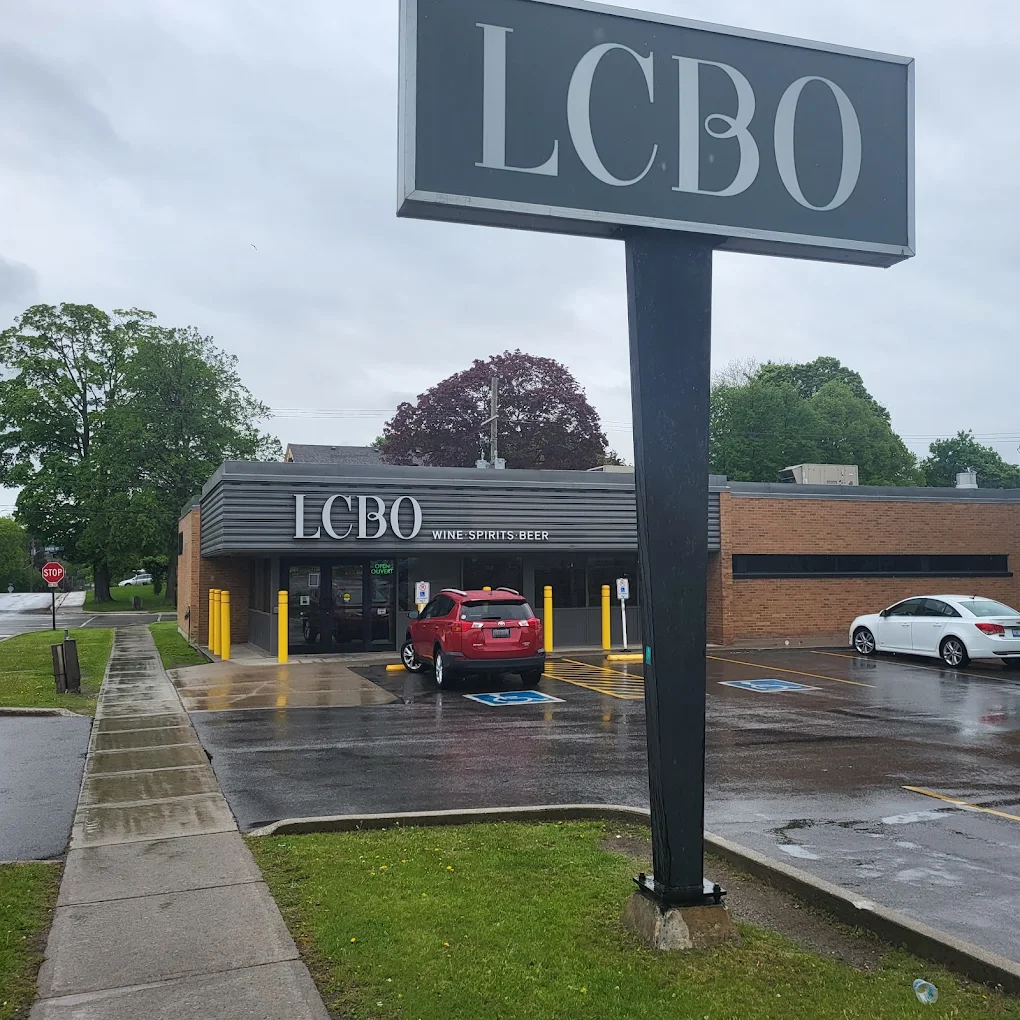 LCBO
LCBO
WINE·SPIRITS·BEER
OPEN
OUVERT
STOP